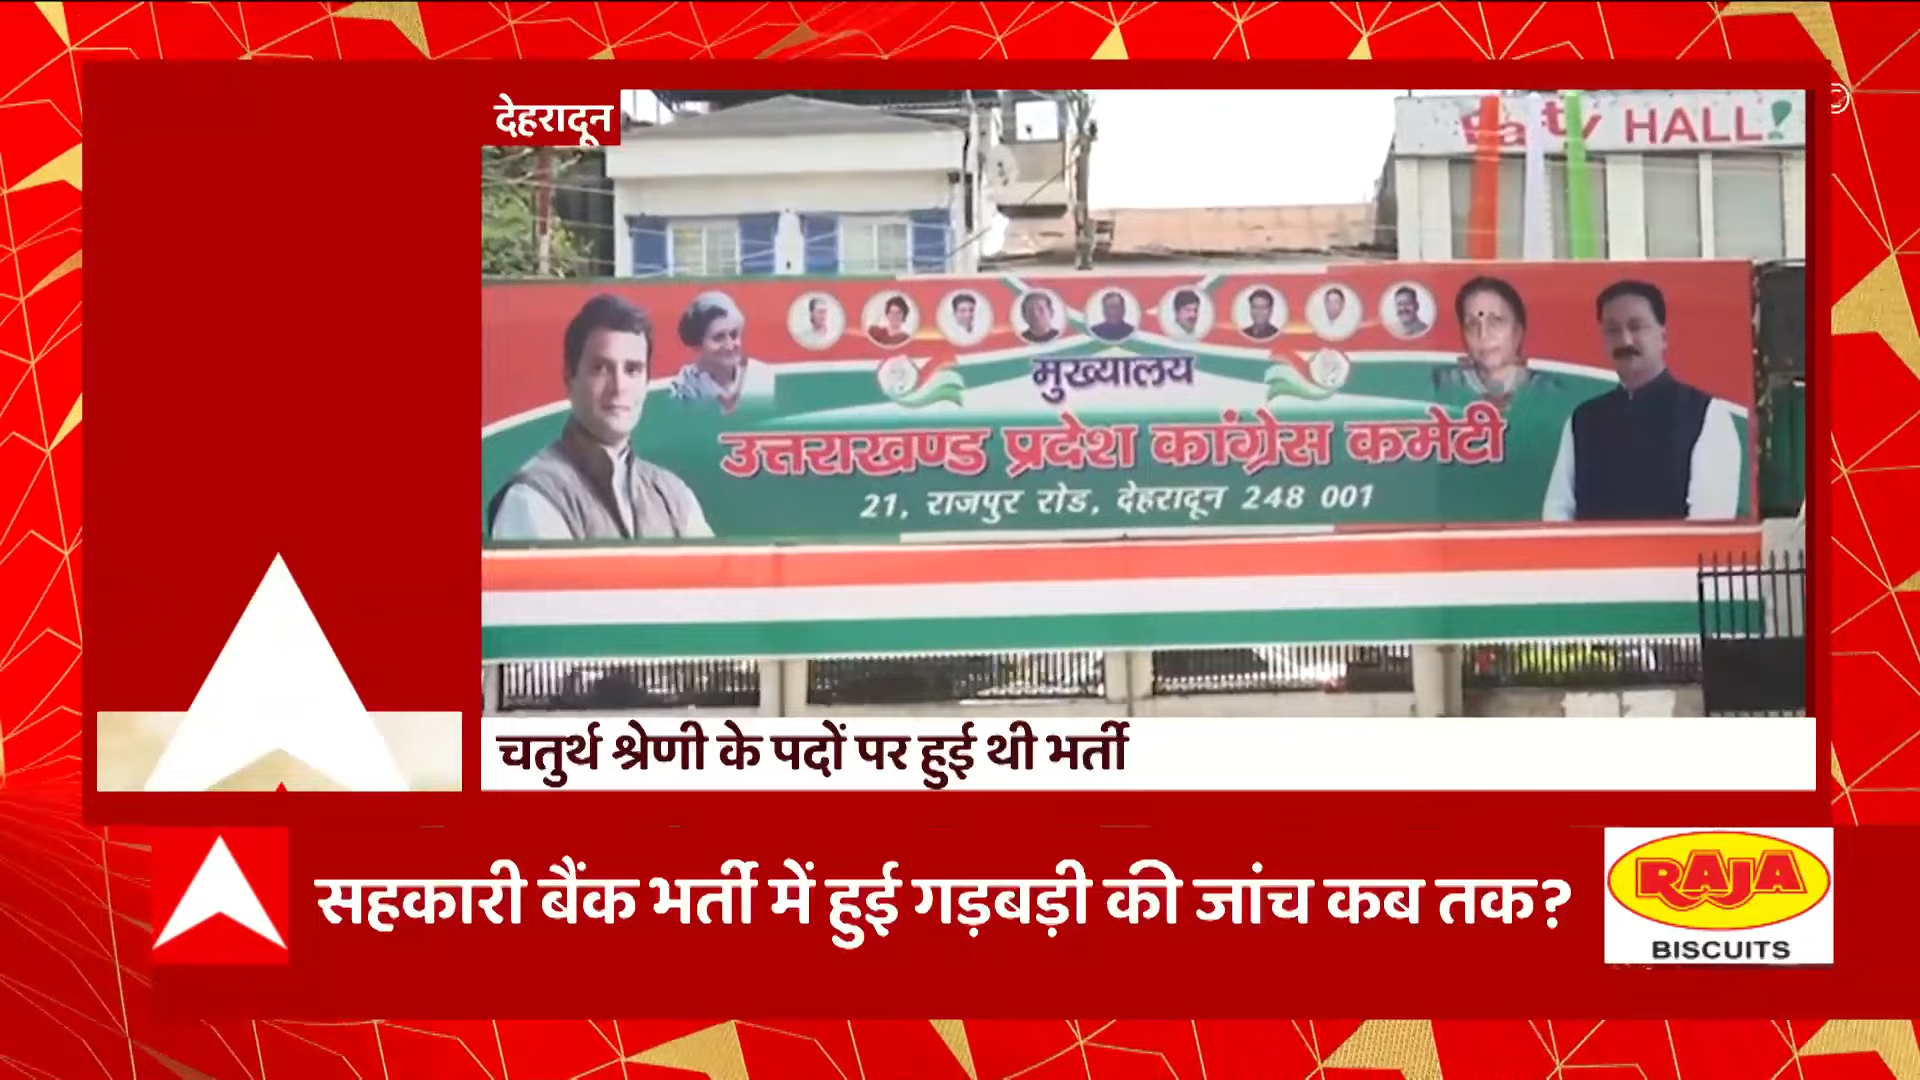 देहरादून
Party HALL!
मुख्यालय
उत्तराखण्ड प्रदेश कांग्रेस कमेटी
21, राजपुर रोड, देहरादून 248 001
चतुर्थ श्रेणी के पदों पर हुई थी भर्ती
सहकारी बैंक भर्ती में हुई गड़बड़ी की जांच कब तक?
RAJA
BISCUITS